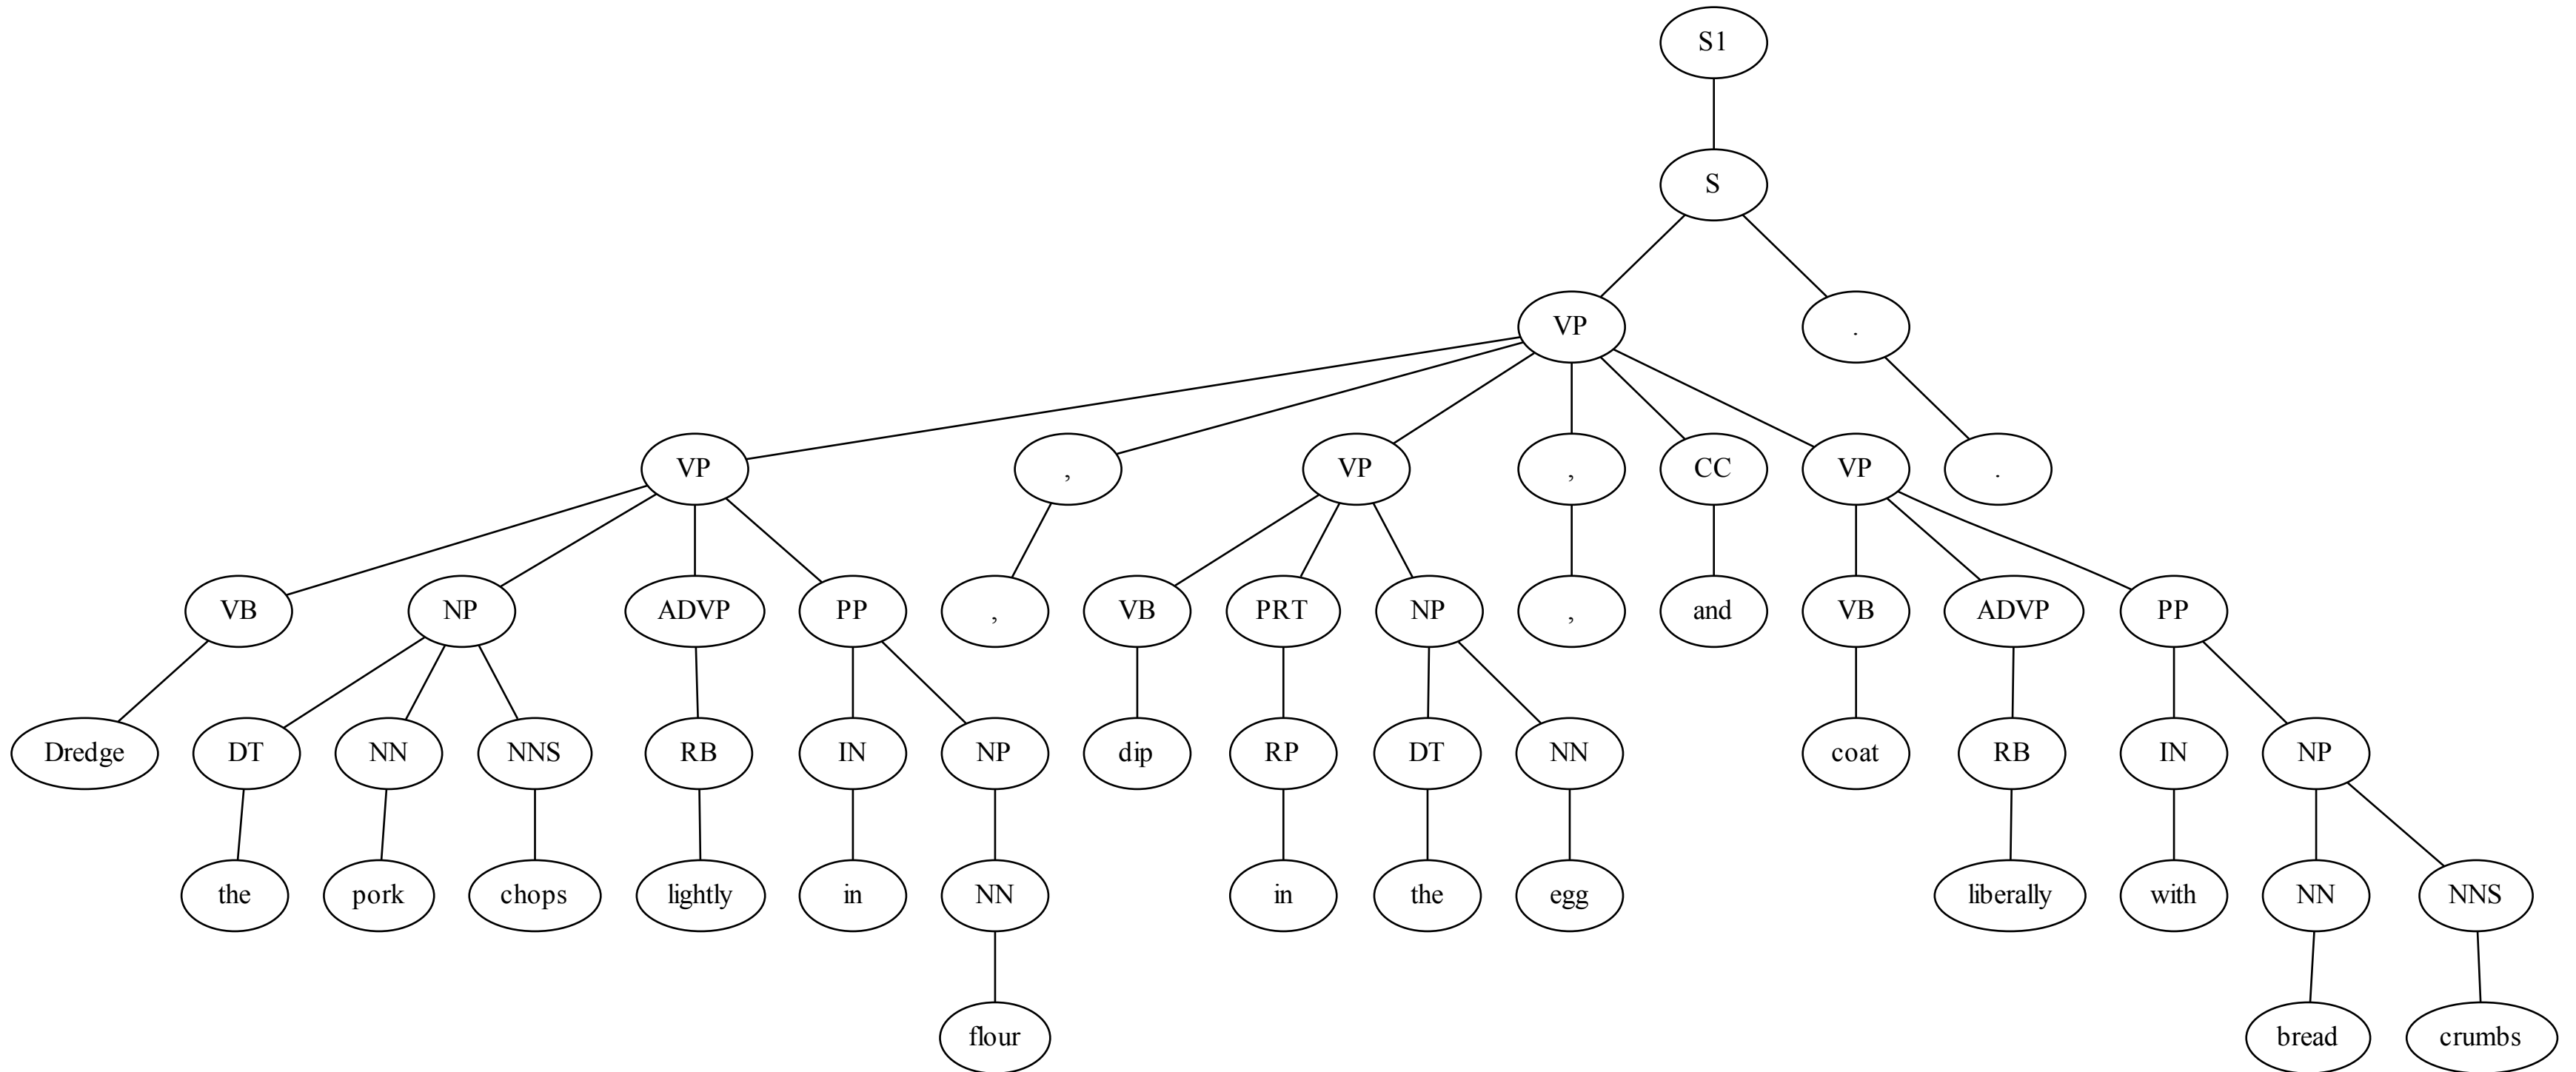 S1
S
VP .
VP , VP , CC VP .
VB NP ADVP PP , VB PRT NP , and VB ADVP PP
Dredge DT NN NNS RB IN NP dip RP DT NN coat RB IN NP
the pork chops lightly in NN in the egg liberally with NN NNS
flour bread crumbs